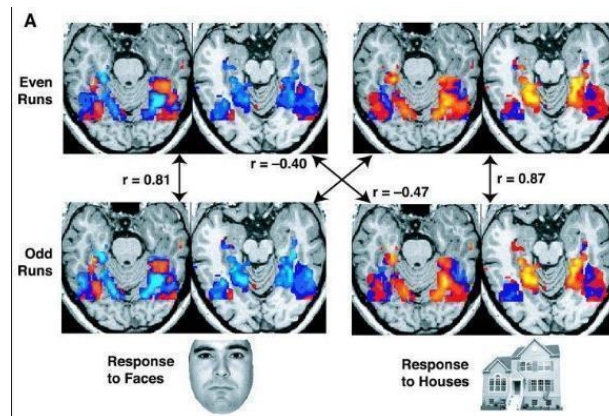 A
Even
Runs
r = 0.81
r = –0.40
r = –0.47
r = 0.87
Odd
Runs
Response
to Faces
Response
to Houses